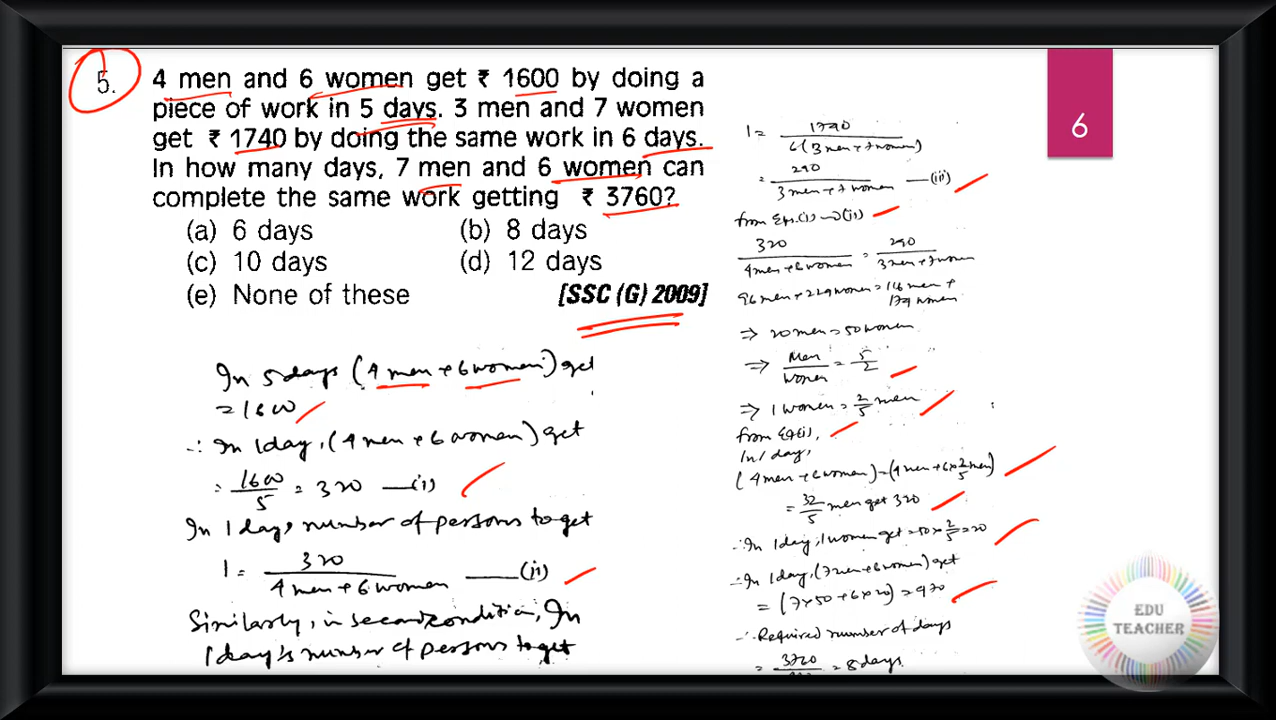 5. 4 men and 6 women get ₹ 1600 by doing a
piece of work in 5 days. 3 men and 7 women
get ₹ 1740 by doing the same work in 6 days.
In how many days, 7 men and 6 women can
complete the same work getting ₹ 3760?
(a) 6 days (b) 8 days
(c) 10 days (d) 12 days
(e) None of these [SSC (G) 2009]
In 5 days (4 men + 6 women) get
= 1600
∴ In 1 day, (4 men + 6 women) get
= 1600/5 = 320 —(i)
In 1 day, number of persons to get
1 = 320/4 men + 6 women —(ii)
Similarly, in second condition, In
1 day's number of persons to get
6
1 = 1740/6(3 men + 7 women)
= 290/3 men + 7 women —(iii)
from Eqs. (i) (ii)
320/4 men + 6 women = 290/3 men + 7 women
96 men + 224 women = 116 men +
174 women
⇒ 20 men = 50 women
⇒ Men/Women = 5/2
⇒ 1 women = 2/5 men
from Eq (i),
In 1 day,
(4 men + 6 women) = (4 men + 6×2/5 men)
= 32/5 men get 320
∴ In 1 day, 1 women get = 50×2/5 = 20
∴ In 1 day, (7 men + 6 women) get
= (7×50 + 6×20) = 470
∴ Required number of days
= 3760/ = 8 days.
EDU
TEACHER